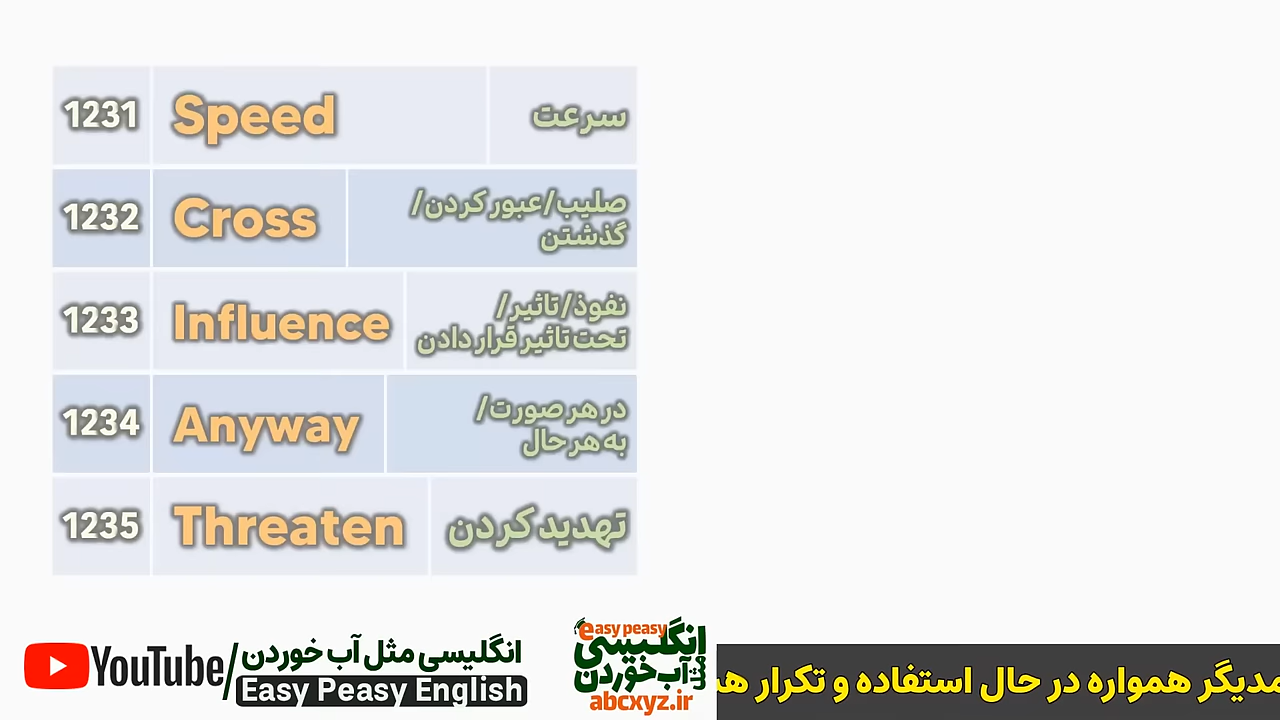 1231 Speed سرعت
1232 Cross صلیب/عبور کردن/
گذشتن
1233 Influence نفوذ/تاثیر/
تحت تاثیر قرار دادن
1234 Anyway در هر صورت/
به هر حال
1235 Threaten تهدید کردن
YouTube/انگلیسی مثل آب خوردن
Easy Peasy English
easy peasy
انگلیسی
مثل آب خوردن
abcxyz.ir
همواره در حال استفاده و تکرار